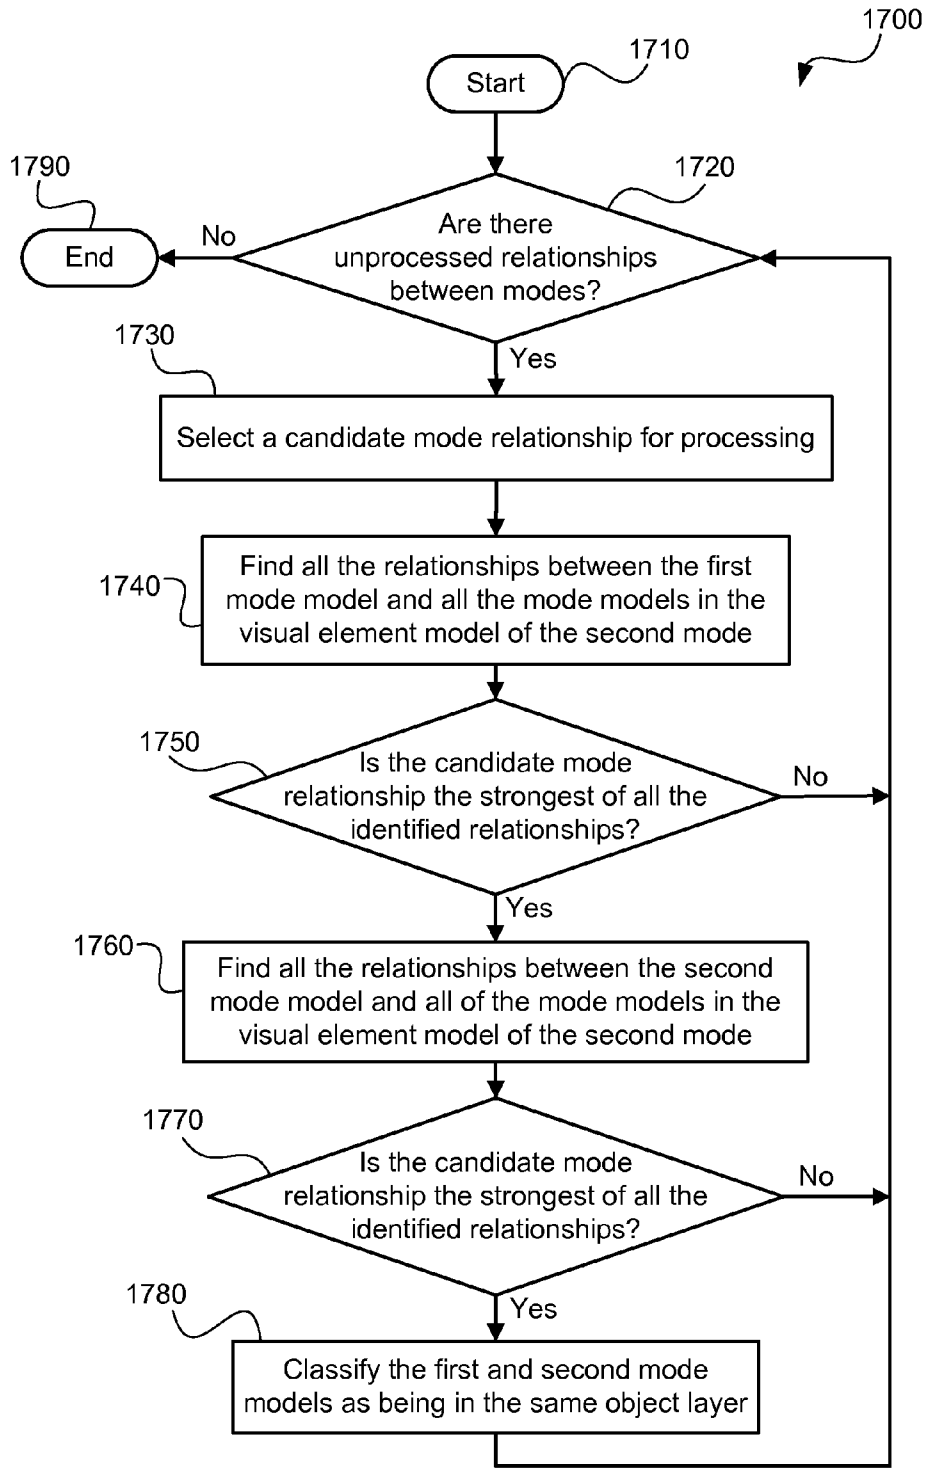 1700
1710
Start
1720
1790
Are there
unprocessed relationships
between modes?
No
End
Yes
1730
Select a candidate mode relationship for processing
1740
Find all the relationships between the first
mode model and all the mode models in the
visual element model of the second mode
1750
Is the candidate mode
relationship the strongest of all the
identified relationships?
No
Yes
1760
Find all the relationships between the second
mode model and all of the mode models in the
visual element model of the second mode
1770
Is the candidate mode
relationship the strongest of all the
identified relationships?
No
Yes
1780
Classify the first and second mode
models as being in the same object layer